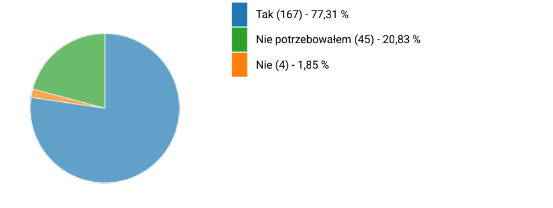 Tak (167) - 77,31 %
Nie potrzebowałem (45) - 20,83 %
Nie (4) - 1,85 %